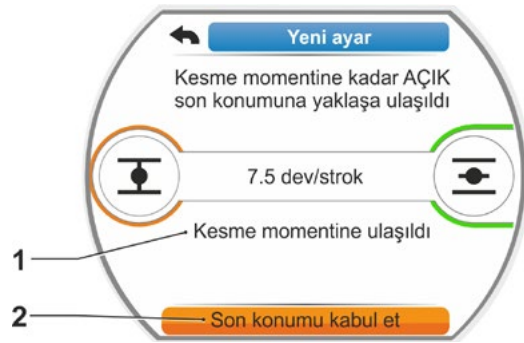 Yeni ayar
Kesme momentine kadar AÇIK
son konumuna yaklaşa ulaşıldı
7.5 dev/strok
Kesme momentine ulaşıldı
1
2
Son konumu kabul et